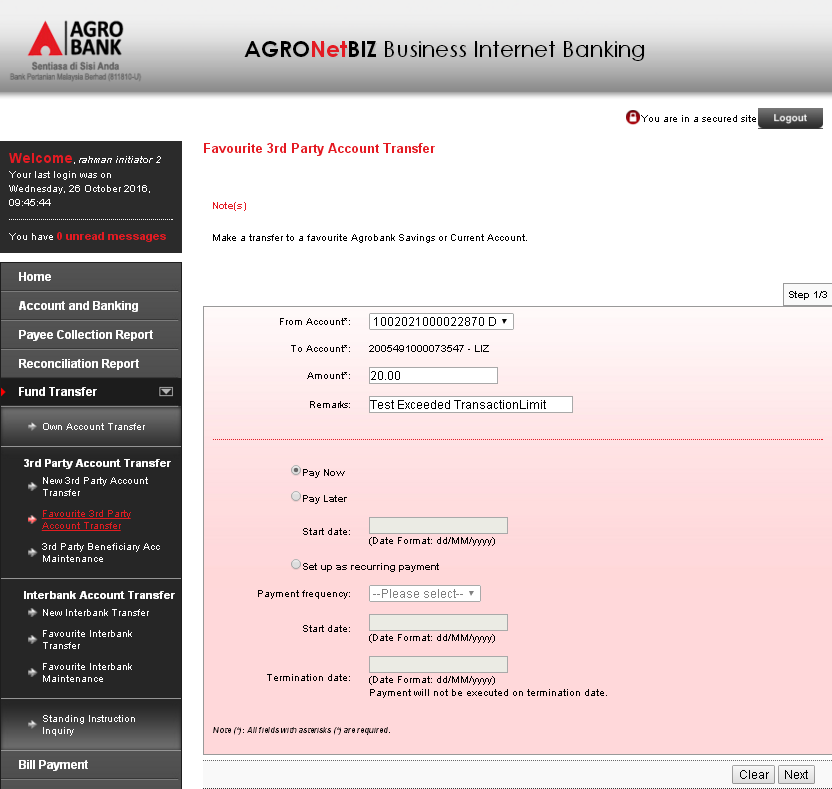 AGRO
BANK
Sentiasa di Sisi Anda
Bank Pertanian Malaysia Berhad (811810-U)
AGRONetBIZ Business Internet Banking
You are in a secured site
Logout
Welcome, rahman initiator 2
Your last login was on
Wednesday, 26 October 2016,
09:45:44
You have 0 unread messages
Home
Account and Banking
Payee Collection Report
Reconciliation Report
Fund Transfer
Own Account Transfer
3rd Party Account Transfer
New 3rd Party Account
Transfer
Favourite 3rd Party
Account Transfer
3rd Party Beneficiary Acc
Maintenance
Interbank Account Transfer
New Interbank Transfer
Favourite Interbank
Transfer
Favourite Interbank
Maintenance
Standing Instruction
Inquiry
Bill Payment
Favourite 3rd Party Account Transfer
Note(s)
Make a transfer to a favourite Agrobank Savings or Current Account.
Step 1/3
From Account*: 1002021000022870 D
To Account*: 2005491000073547 - LIZ
Amount*: 20.00
Remarks: Test Exceeded TransactionLimit
Pay Now
Pay Later
Start date:
(Date Format: dd/MM/yyyy)
Set up as recurring payment
Payment frequency: --Please select--
Start date:
(Date Format: dd/MM/yyyy)
Termination date:
(Date Format: dd/MM/yyyy)
Payment will not be executed on termination date.
Note (*): All fields with asterisks (*) are required.
Clear Next